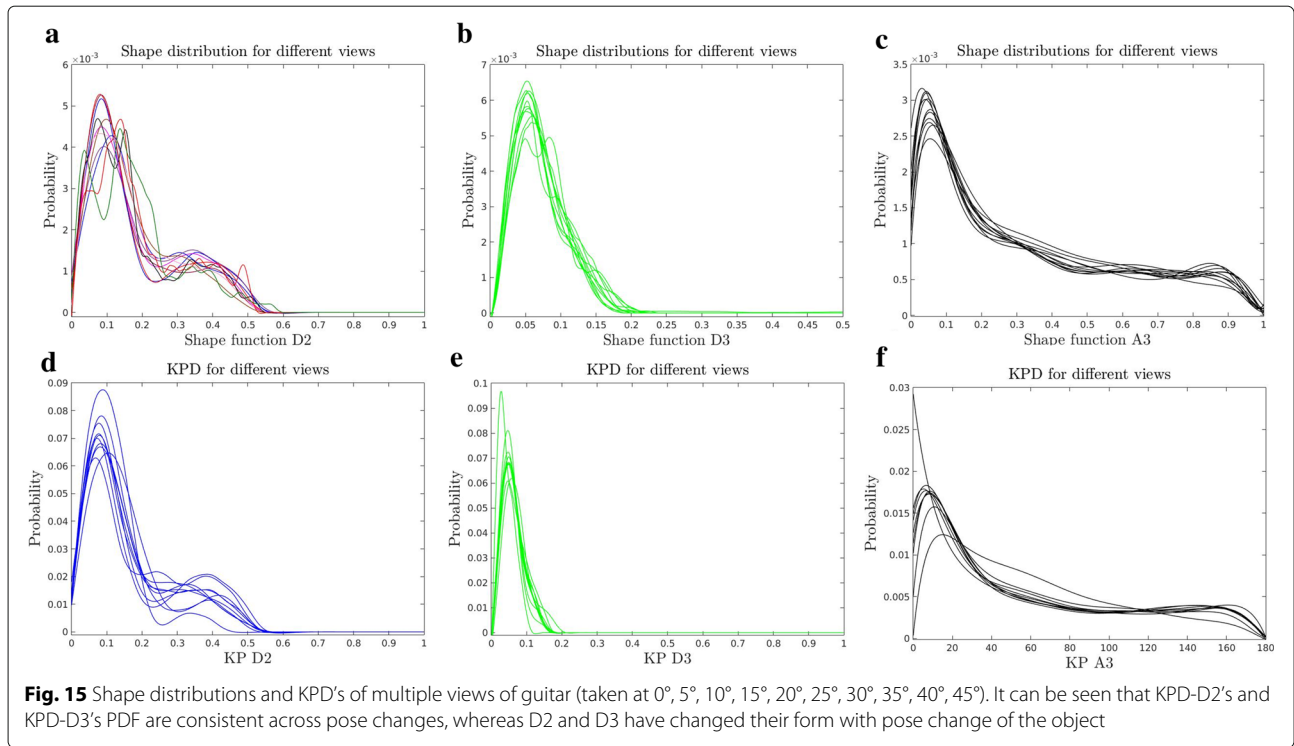 a
Shape distribution for different views
×10⁻³
6
5
4
3
2
1
0
Probability
0 0.1 0.2 0.3 0.4 0.5 0.6 0.7 0.8 0.9 1
Shape function D2
b
Shape distributions for different views
×10⁻³
7
6
5
4
3
2
1
0
Probability
0 0.05 0.1 0.15 0.2 0.25 0.3 0.35 0.4 0.45 0.5
Shape function D3
c
Shape distributions for different views
×10⁻³
3.5
3
2.5
2
1.5
1
0.5
0
Probability
0 0.1 0.2 0.3 0.4 0.5 0.6 0.7 0.8 0.9 1
Shape function A3
d
KPD for different views
0.09
0.08
0.07
0.06
0.05
0.04
0.03
0.02
0.01
0
Probability
0 0.1 0.2 0.3 0.4 0.5 0.6 0.7 0.8 0.9 1
KP D2
e
KPD for different views
0.1
0.09
0.08
0.07
0.06
0.05
0.04
0.03
0.02
0.01
0
Probability
0 0.1 0.2 0.3 0.4 0.5 0.6 0.7 0.8 0.9 1
KP D3
f
KPD for different views
0.03
0.025
0.02
0.015
0.01
0.005
0
Probability
0 20 40 60 80 100 120 140 160 180
KP A3
Fig. 15 Shape distributions and KPD's of multiple views of guitar (taken at 0°, 5°, 10°, 15°, 20°, 25°, 30°, 35°, 40°, 45°). It can be seen that KPD-D2's and
KPD-D3's PDF are consistent across pose changes, whereas D2 and D3 have changed their form with pose change of the object